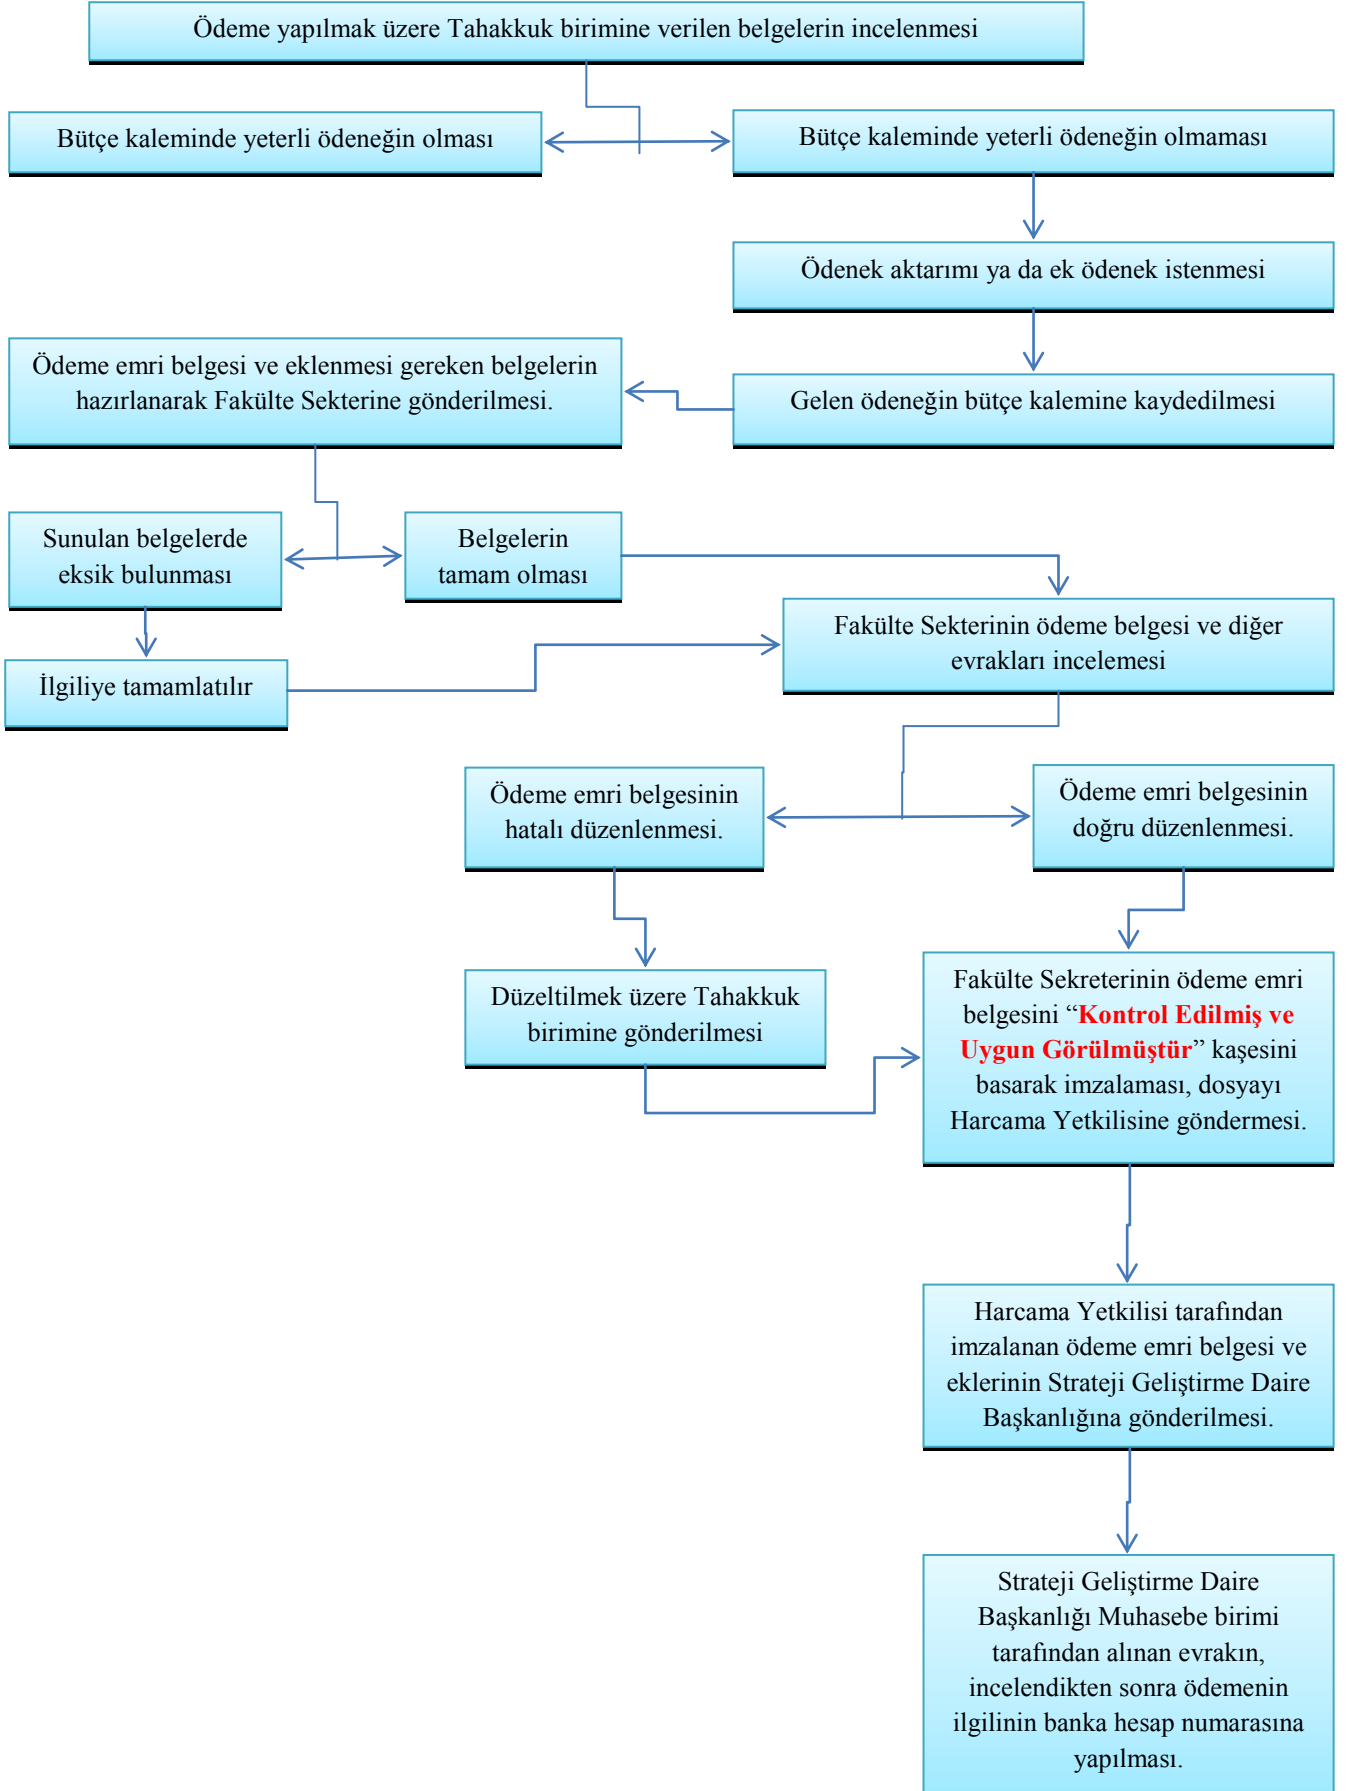 Ödeme yapılmak üzere Tahakkuk birimine verilen belgelerin incelenmesi
Bütçe kaleminde yeterli ödeneğin olması
Bütçe kaleminde yeterli ödeneğin olmaması
Ödenek aktarımı ya da ek ödenek istenmesi
Ödeme emri belgesi ve eklenmesi gereken belgelerin
hazırlanarak Fakülte Sekterine gönderilmesi.
Gelen ödeneğin bütçe kalemine kaydedilmesi
Sunulan belgelerde
eksik bulunması
Belgelerin
tamam olması
İlgiliye tamamlatılır
Fakülte Sekterinin ödeme belgesi ve diğer
evrakları incelemesi
Ödeme emri belgesinin
hatalı düzenlenmesi.
Ödeme emri belgesinin
doğru düzenlenmesi.
Düzeltilmek üzere Tahakkuk
birimine gönderilmesi
Fakülte Sekreterinin ödeme emri
belgesini “Kontrol Edilmiş ve
Uygun Görülmüştür” kaşesini
basarak imzalaması, dosyayı
Harcama Yetkilisine göndermesi.
Harcama Yetkilisi tarafından
imzalanan ödeme emri belgesi ve
eklerinin Strateji Geliştirme Daire
Başkanlığına gönderilmesi.
Strateji Geliştirme Daire
Başkanlığı Muhasebe birimi
tarafından alınan evrakın,
incelendikten sonra ödemenin
ilgilinin banka hesap numarasına
yapılması.